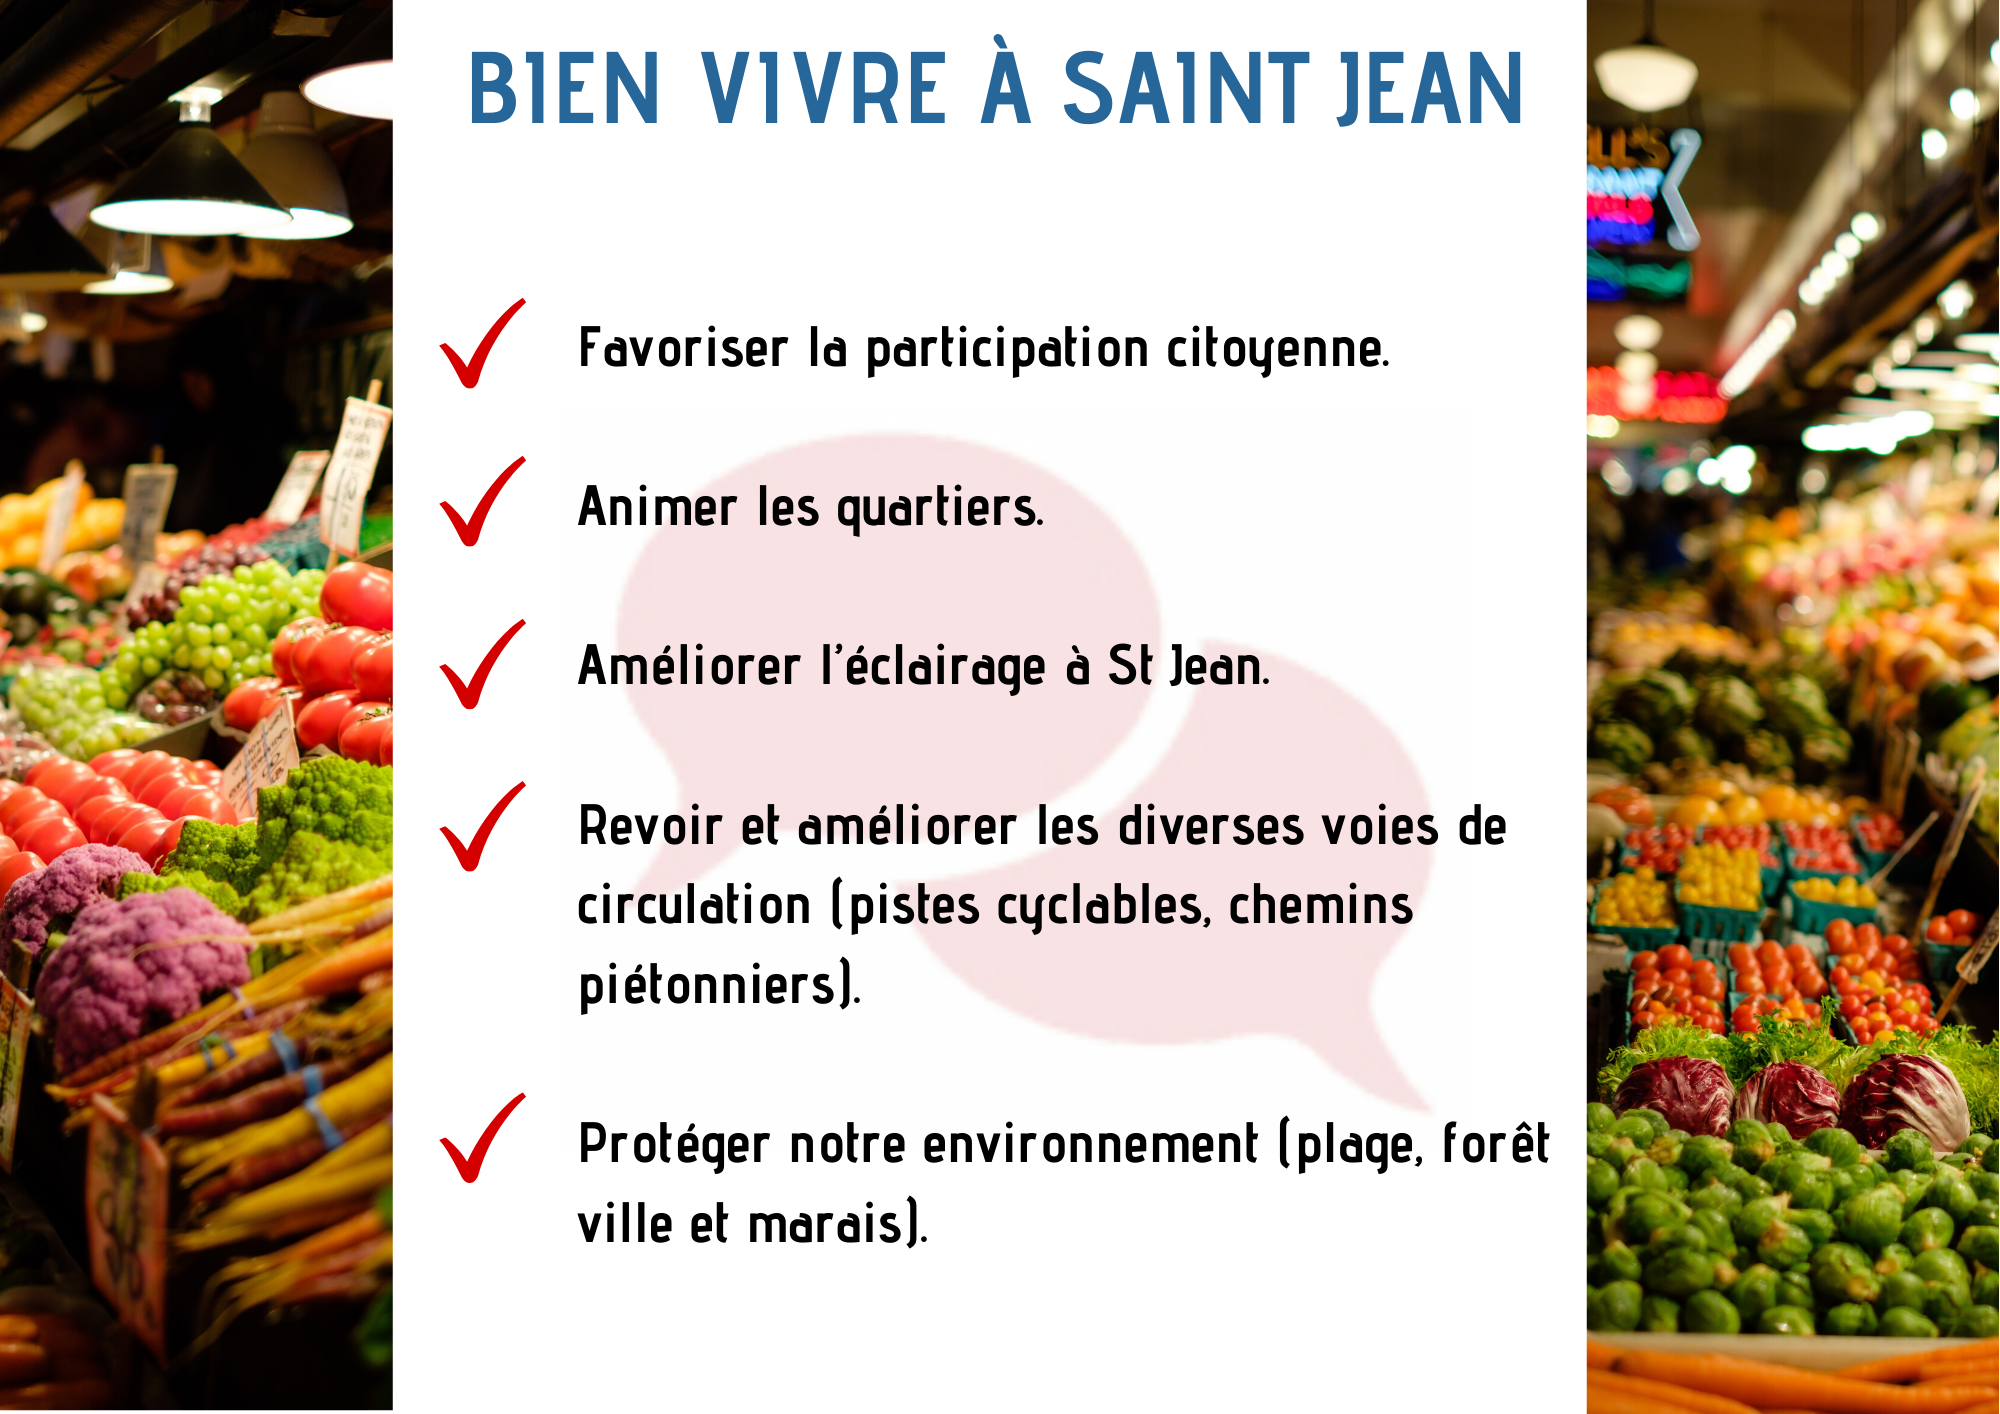 BIEN VIVRE À SAINT JEAN
Favoriser la participation citoyenne.
Animer les quartiers.
Améliorer l'éclairage à St Jean.
Revoir et améliorer les diverses voies de
circulation (pistes cyclables, chemins
piétonniers).
Protéger notre environnement (plage, forêt
ville et marais).